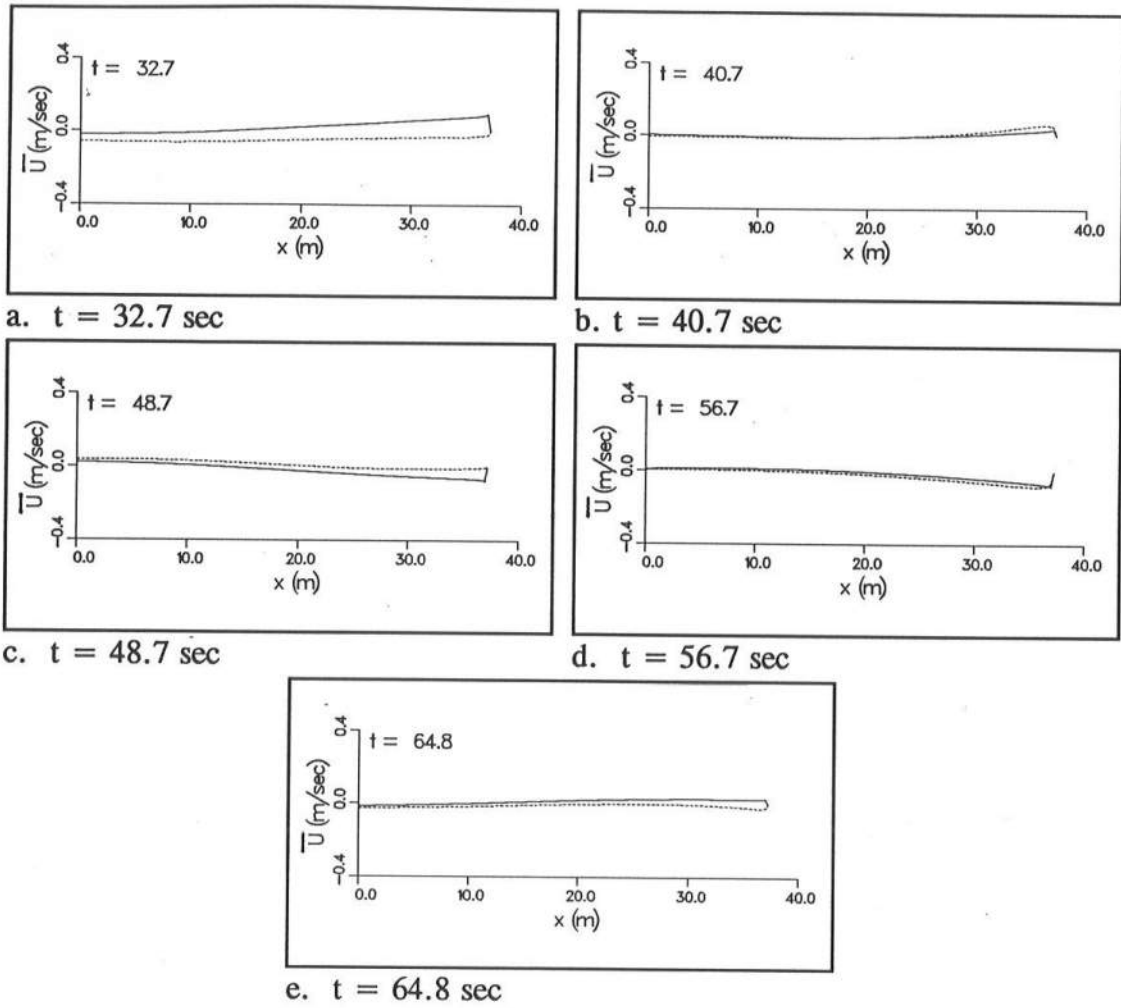 t = 32.7
0.4
0.0
-0.4
U (m/sec)
0.0 10.0 20.0 30.0 40.0
x (m)
a. t = 32.7 sec
t = 40.7
0.4
0.0
-0.4
U (m/sec)
0.0 10.0 20.0 30.0 40.0
x (m)
b. t = 40.7 sec
t = 48.7
0.4
0.0
-0.4
U (m/sec)
0.0 10.0 20.0 30.0 40.0
x (m)
c. t = 48.7 sec
t = 56.7
0.4
0.0
-0.4
U (m/sec)
0.0 10.0 20.0 30.0 40.0
x (m)
d. t = 56.7 sec
t = 64.8
0.4
0.0
-0.4
U (m/sec)
0.0 10.0 20.0 30.0 40.0
x (m)
e. t = 64.8 sec